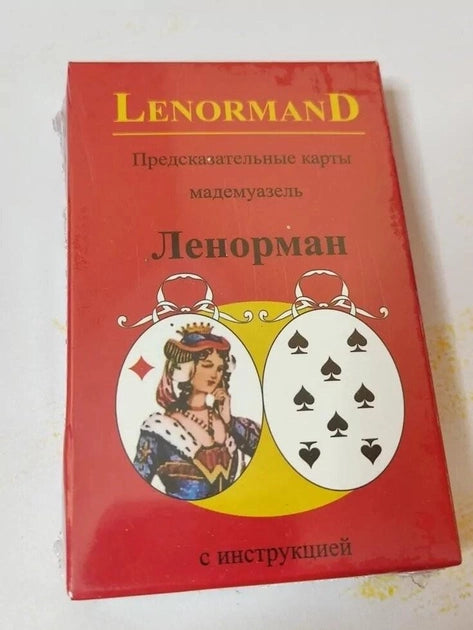 LENORMAND
Предсказательные карты
мадемуазель
Ленорман
с инструкцией